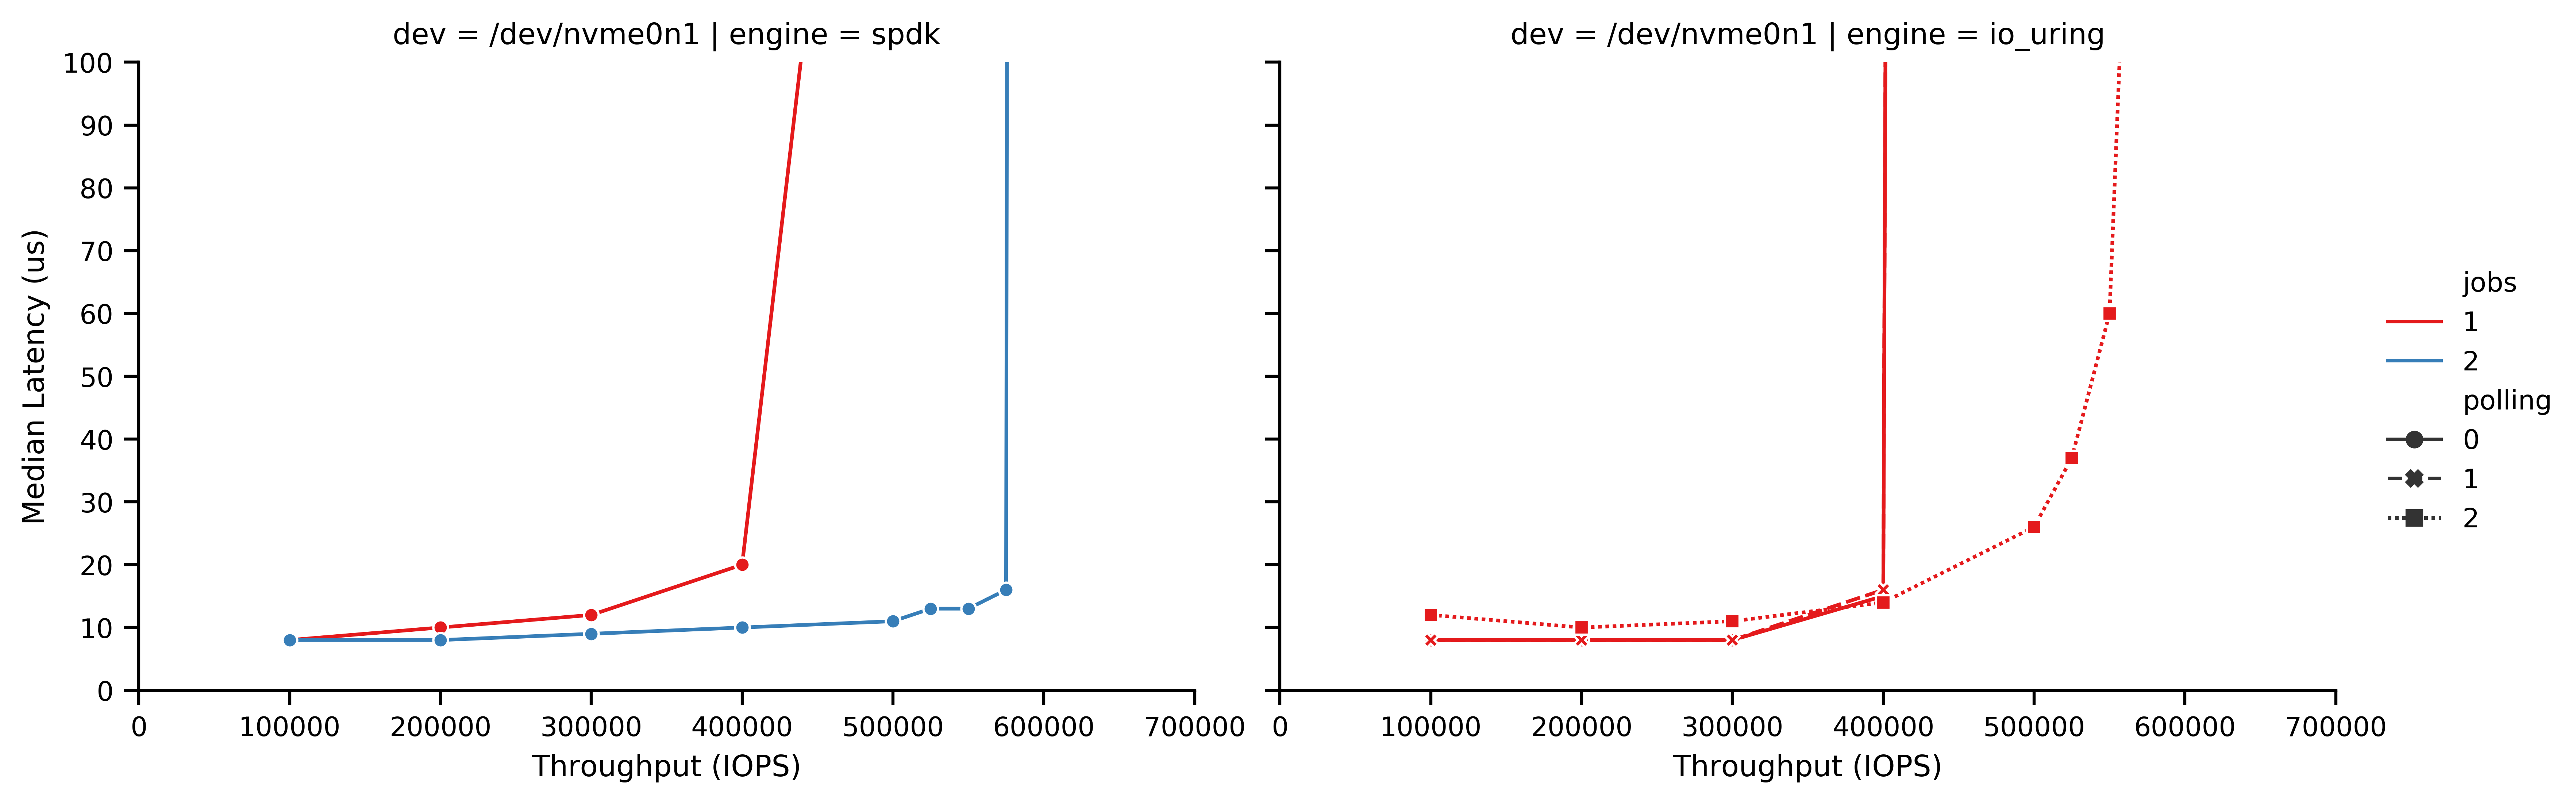 dev = /dev/nvme0n1 | engine = spdk
100
90
80
70
60
50
40
30
20
10
0
Median Latency (us)
0 100000 200000 300000 400000 500000 600000 700000
Throughput (IOPS)
dev = /dev/nvme0n1 | engine = io_uring
0 100000 200000 300000 400000 500000 600000 700000
Throughput (IOPS)
jobs
1
2
polling
0
1
2